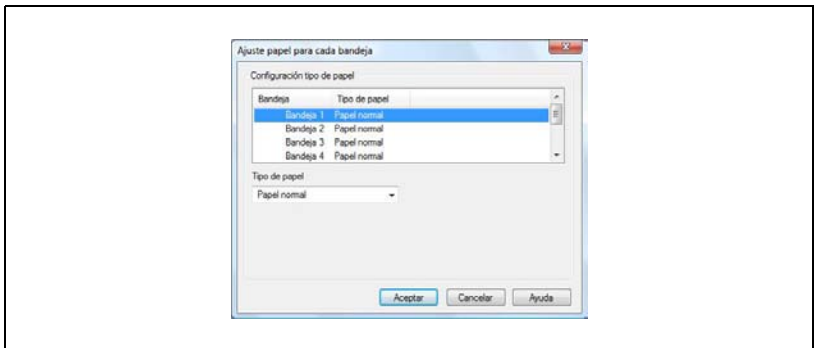 Ajuste papel para cada bandeja
Configuración tipo de papel
Bandeja Tipo de papel
Bandeja 1 Papel normal
Bandeja 2 Papel normal
Bandeja 3 Papel normal
Bandeja 4 Papel normal
Tipo de papel
Papel normal
Aceptar Cancelar Ayuda